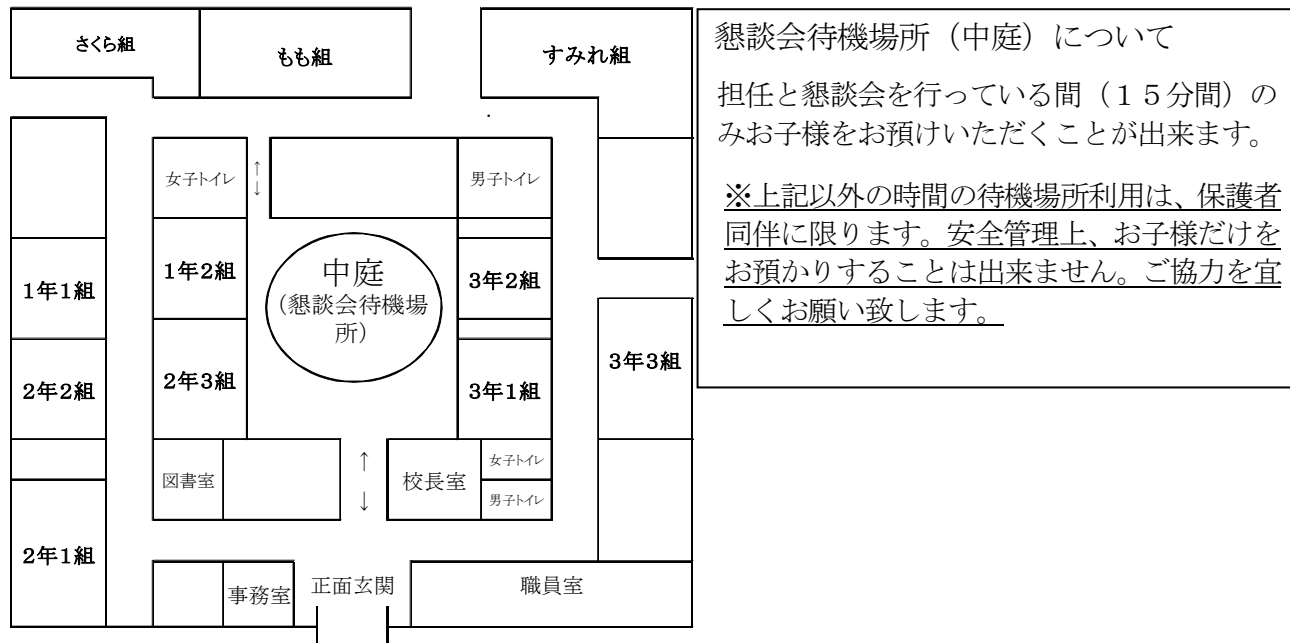 さくら組
もも組
すみれ組
女子トイレ
↑
↓
男子トイレ
1年1組
1年2組
中庭
(懇談会待機場
所)
3年2組
2年2組
2年3組
3年1組
3年3組
図書室
↑
↓
校長室
女子トイレ
男子トイレ
2年1組
事務室
正面玄関
職員室
懇談会待機場所(中庭)について
担任と懇談会を行っている間(15分間)の
みお子様をお預けいただくことが出来ます。
※上記以外の時間の待機場所利用は、保護者
同伴に限ります。安全管理上、お子様だけを
お預かりすることは出来ません。ご協力を宜
しくお願い致します。